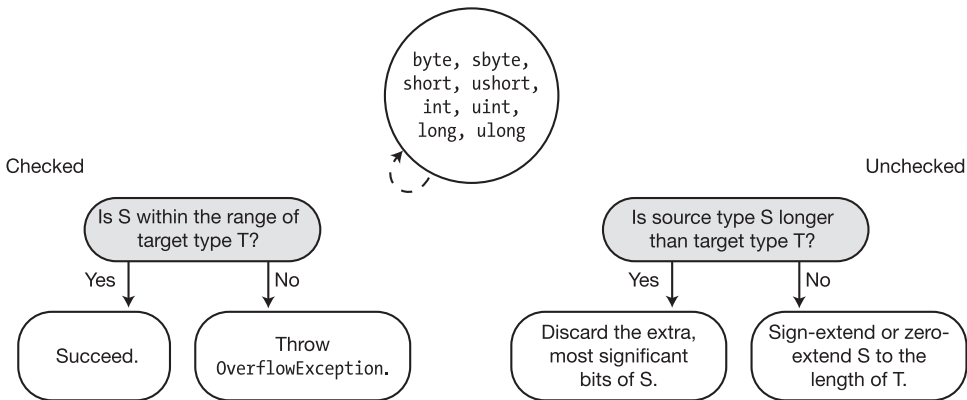 byte, sbyte,
short, ushort,
int, uint,
long, ulong
Checked
Unchecked
Is S within the range of
target type T?
Yes
No
Succeed.
Throw
OverflowException.
Is source type S longer
than target type T?
Yes
No
Discard the extra,
most significant
bits of S.
Sign-extend or zero-
extend S to the
length of T.